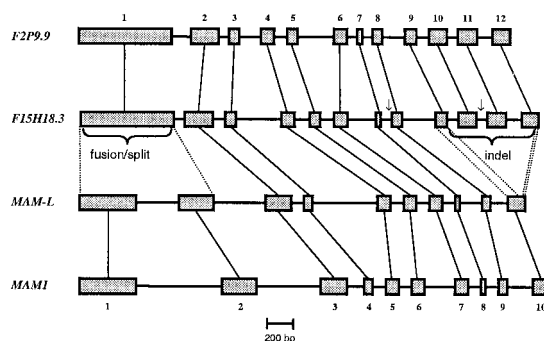 1 2 3 4 5 6 7 8 9 10 11 12
F2P9.9
F15H18.3
fusion/split indel
MAM-L
MAM1
1 2 3 4 5 6 7 8 9 10
200 bp